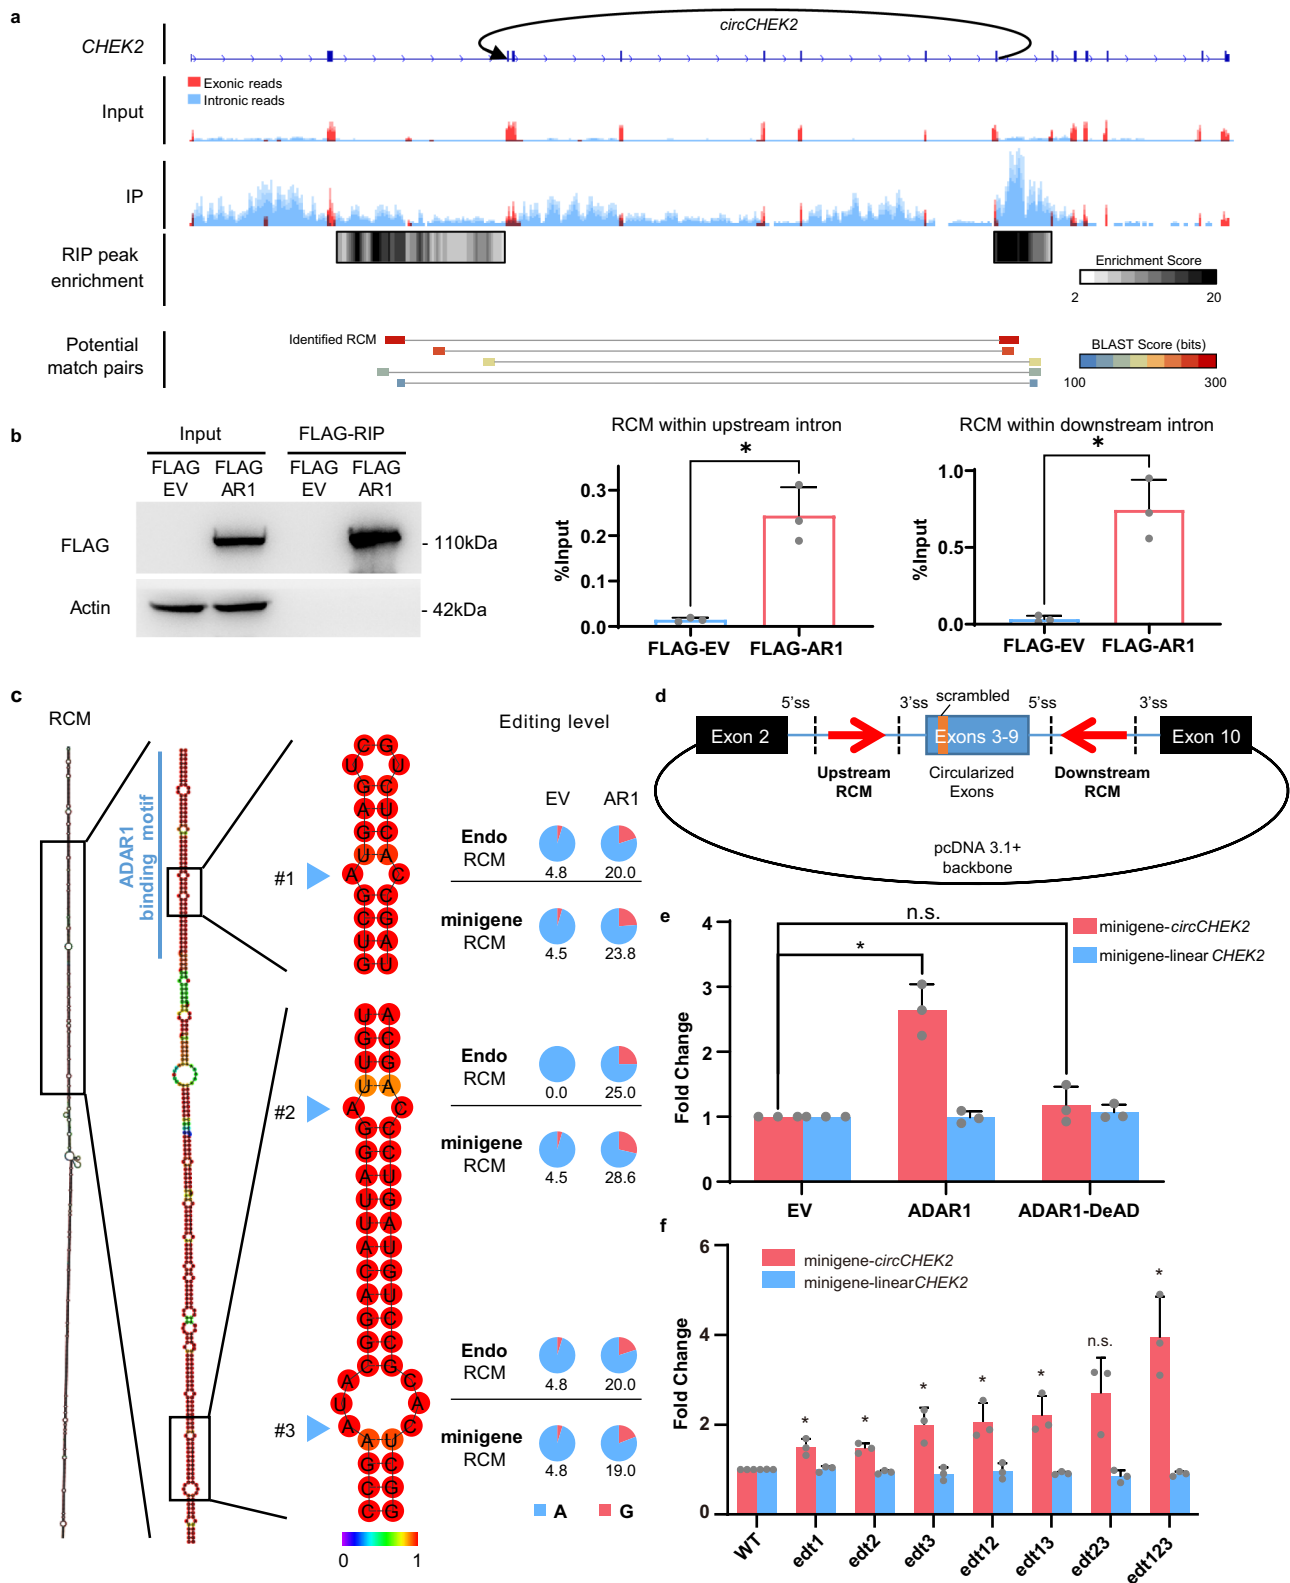 a
circCHEK2
CHEK2
Exonic reads
Intronic reads
Input
IP
RIP peak
enrichment
Enrichment Score
2 20
Potential
match pairs
Identified RCM
BLAST Score (bits)
100 300
b
Input FLAG-RIP
FLAG FLAG FLAG FLAG
EV AR1 EV AR1
FLAG
- 110kDa
Actin
- 42kDa
RCM within upstream intron
*
%Input
0.3
0.2
0.1
0.0
FLAG-EV FLAG-AR1
RCM within downstream intron
*
%Input
1.0
0.5
0.0
FLAG-EV FLAG-AR1
c
RCM
ADAR1
binding motif
#1
#2
#3
C G
U U
G C
A U
G C
U A
A C
G C
C G
U A
G U
U A
G C
U G
U A
A C
G C
G C
A U
U G
U A
A U
C G
A U
G C
G C
C G
A C
U A
A C
A U
G C
C G
C G
0 1
Editing level
EV AR1
Endo
RCM
4.8 20.0
minigene
RCM
4.5 23.8
Endo
RCM
0.0 25.0
minigene
RCM
4.5 28.6
Endo
RCM
4.8 20.0
minigene
RCM
4.8 19.0
A G
d
scrambled
5'ss 3'ss 5'ss 3'ss
Exon 2 Exons 3-9 Exon 10
Upstream
RCM
Circularized
Exons
Downstream
RCM
pcDNA 3.1+
backbone
e
n.s.
*
minigene-circCHEK2
minigene-linear CHEK2
Fold Change
4
3
2
1
0
EV ADAR1 ADAR1-DeAD
f
minigene-circCHEK2
minigene-linearCHEK2
Fold Change
6
4
2
0
* * * * * n.s. *
WT edt1 edt2 edt3 edt12 edt13 edt23 edt123